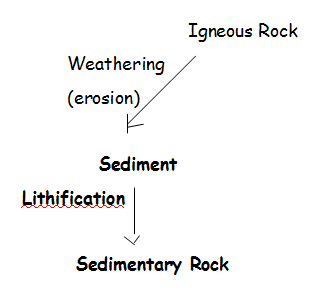 Igneous Rock
Weathering
(erosion)
Sediment
Lithification
Sedimentary Rock